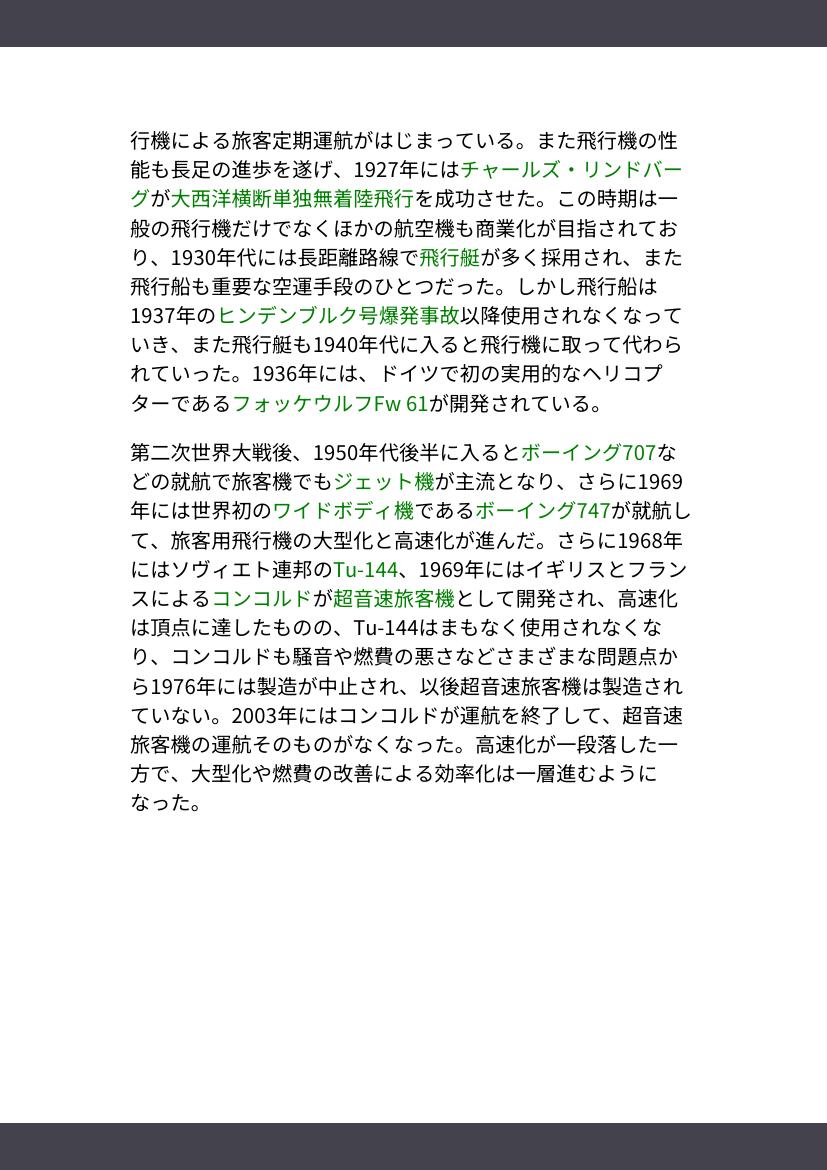 行機による旅客定期運航がはじまっている。また飛行機の性
能も長足の進歩を遂げ、1927年にはチャールズ・リンドバー
グが大西洋横断単独無着陸飛行を成功させた。この時期は一
般の飛行機だけでなくほかの航空機も商業化が目指されてお
り、1930年代には長距離路線で飛行艇が多く採用され、また
飛行船も重要な空運手段のひとつだった。しかし飛行船は
1937年のヒンデンブルク号爆発事故以降使用されなくなって
いき、また飛行艇も1940年代に入ると飛行機に取って代わら
れていった。1936年には、ドイツで初の実用的なヘリコプ
ターであるフォッケウルフFw 61が開発されている。
第二次世界大戦後、1950年代後半に入るとボーイング707な
どの就航で旅客機でもジェット機が主流となり、さらに1969
年には世界初のワイドボディ機であるボーイング747が就航し
て、旅客用飛行機の大型化と高速化が進んだ。さらに1968年
にはソヴィエト連邦のTu-144、1969年にはイギリスとフラン
スによるコンコルドが超音速旅客機として開発され、高速化
は頂点に達したものの、Tu-144はまもなく使用されなくな
り、コンコルドも騒音や燃費の悪さなどさまざまな問題点か
ら1976年には製造が中止され、以後超音速旅客機は製造され
ていない。2003年にはコンコルドが運航を終了して、超音速
旅客機の運航そのものがなくなった。高速化が一段落した一
方で、大型化や燃費の改善による効率化は一層進むように
なった。